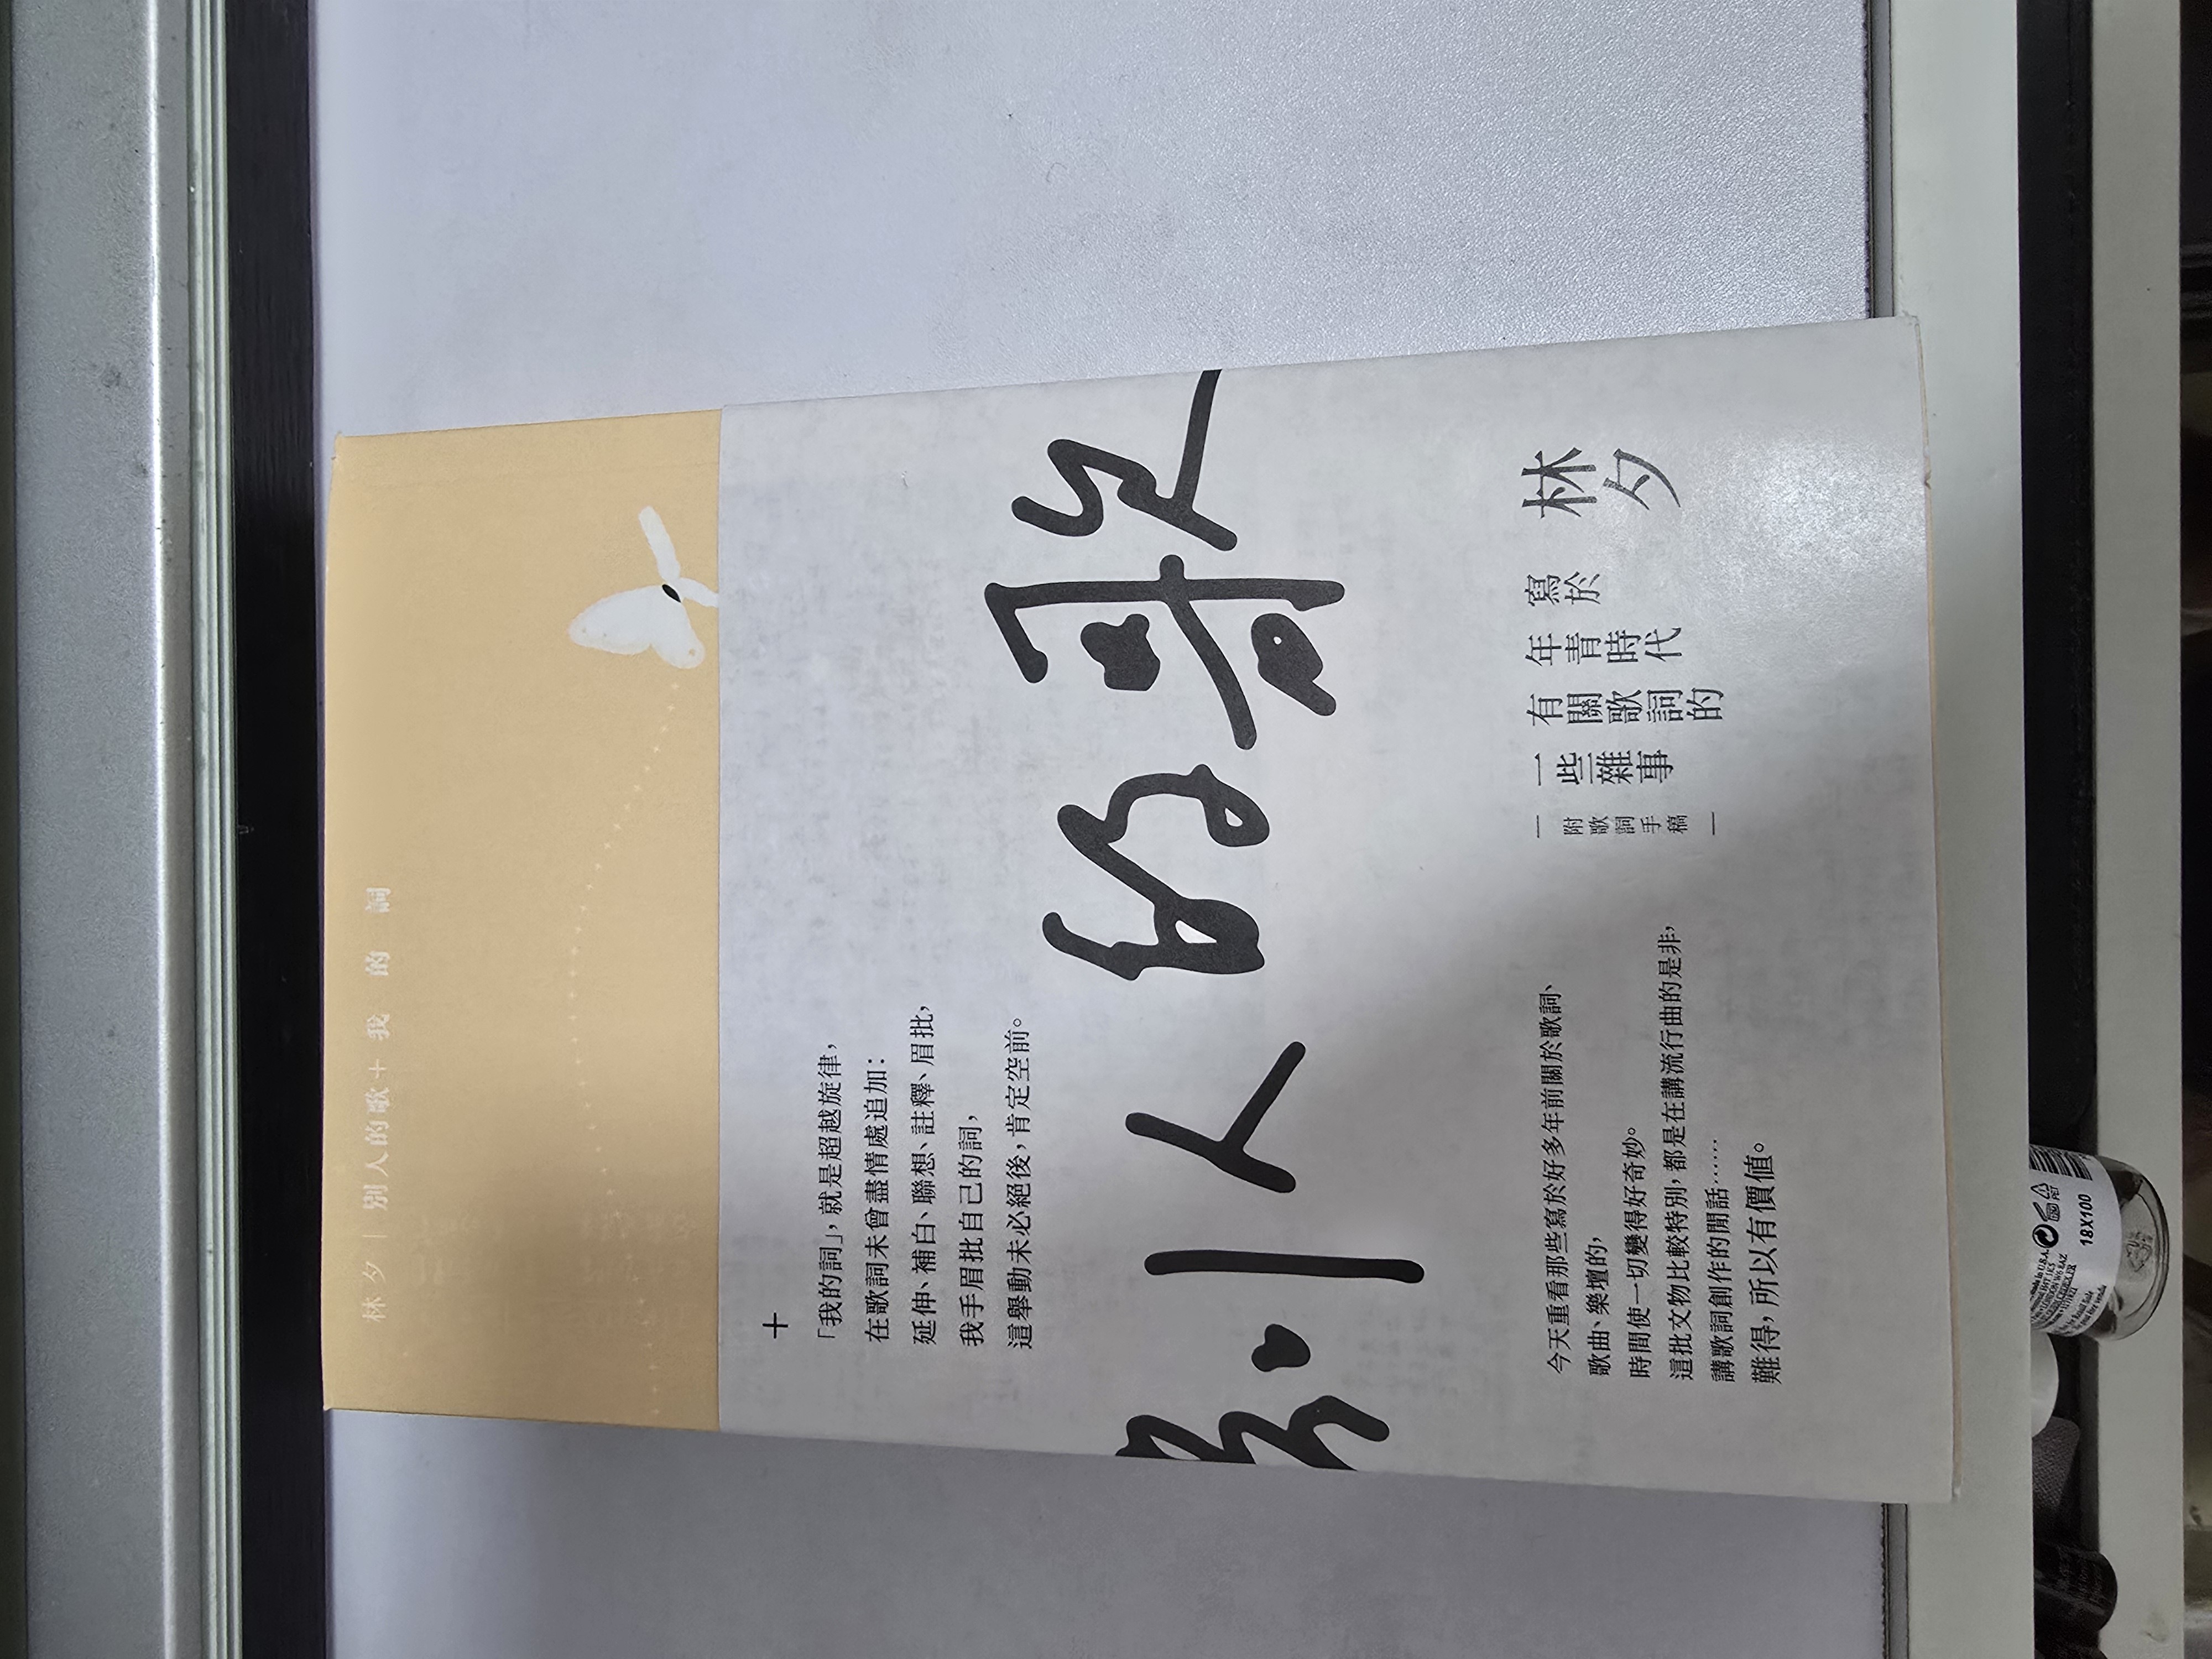 林夕｜別人的歌＋我的詞
＋
「我的詞」，就是超越旋律，
在歌詞未曾盡情處追加：
延伸、補白、聯想、註釋、眉批，
我手眉批自己的詞，
這舉動未必絕後，肯定空前。
別人的歌
林夕
寫於
年青時代
有關歌詞的
一些雜事
｜附歌詞手稿｜
今天重看那些寫於好多年前關於歌詞、
歌曲、樂壇的，
時間使一切變得好奇妙。
這批文物比較特別，都是在講流行曲的是非，
講歌詞創作的閒話……
難得，所以有價值。
18X100